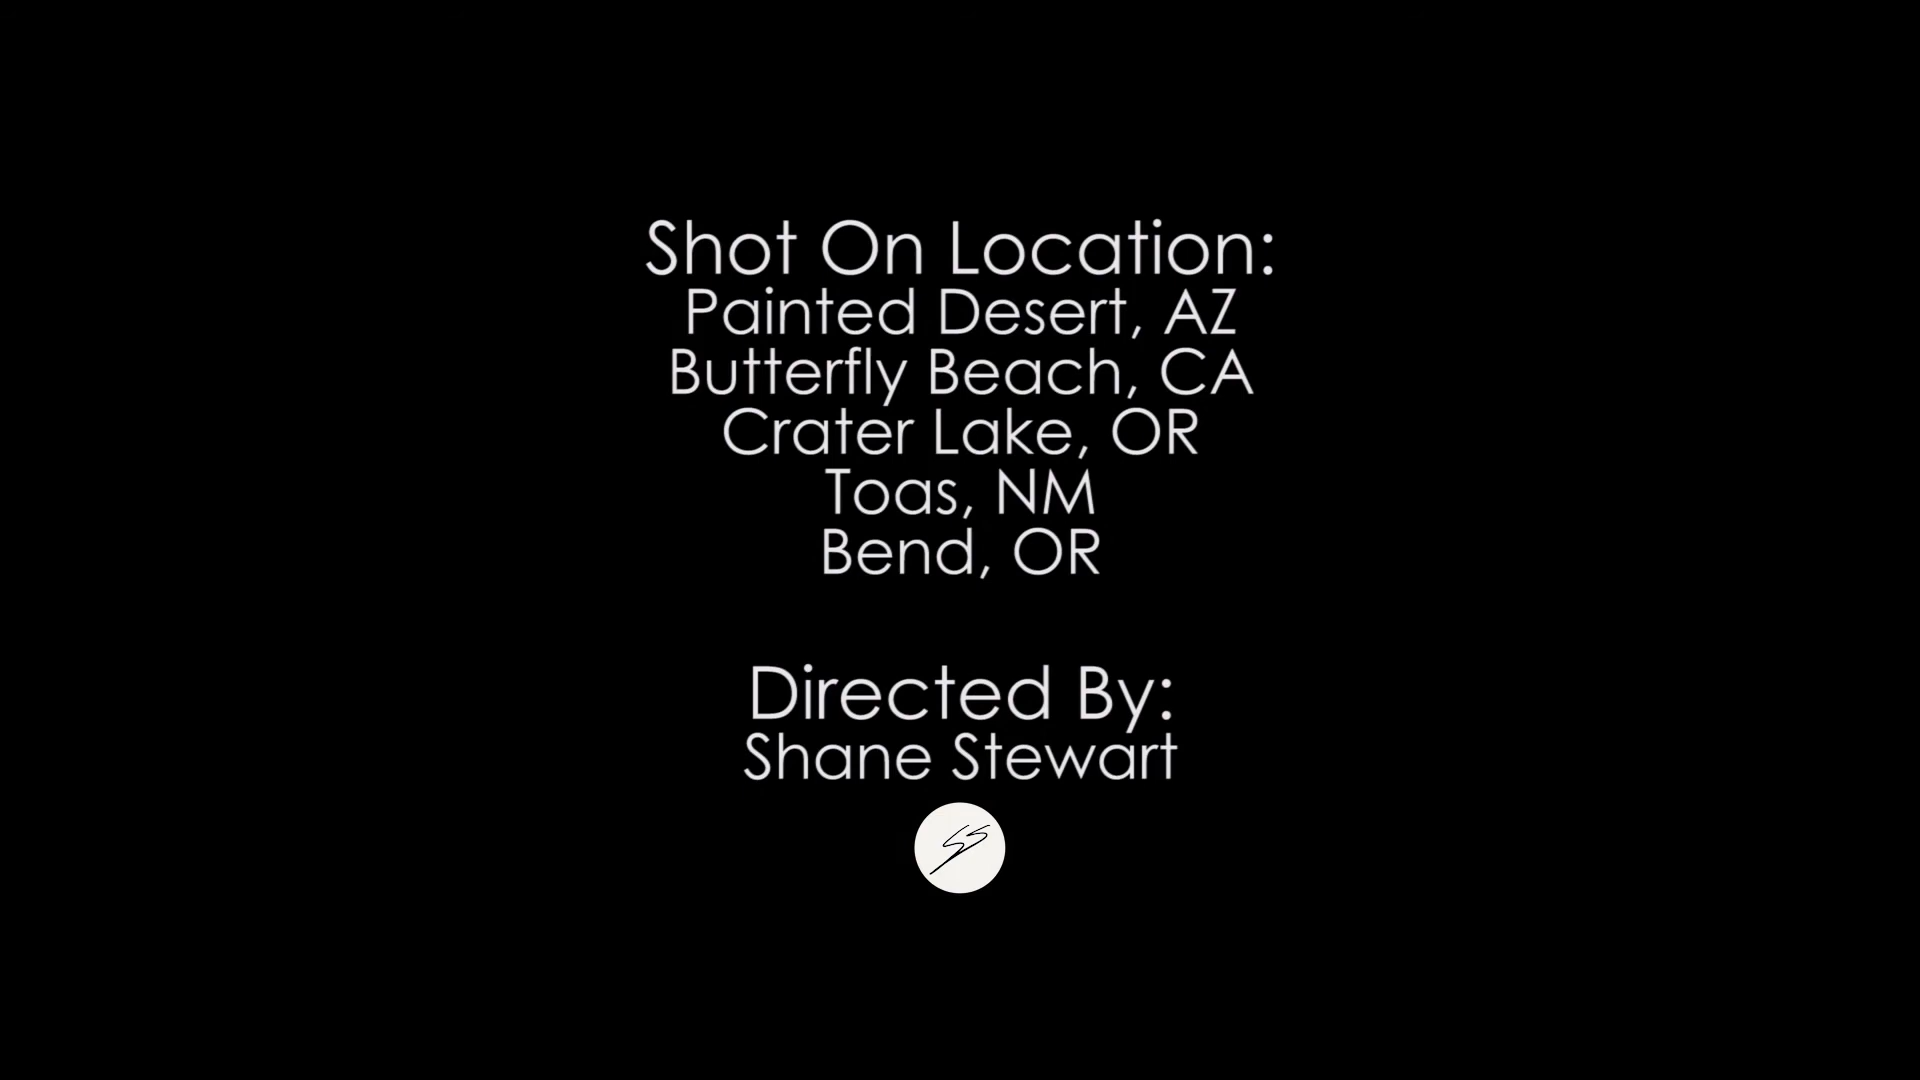 Shot On Location:
Painted Desert, AZ
Butterfly Beach, CA
Crater Lake, OR
Toas, NM
Bend, OR
Directed By:
Shane Stewart
SS